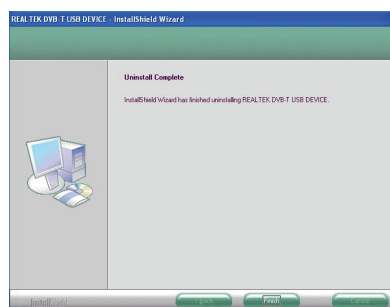 REALTEK DVB-T USB DEVICE - InstallShield Wizard
Uninstall Complete
InstallShield Wizard has finished uninstalling REALTEK DVB-T USB DEVICE.
InstallShield
< Back Finish Cancel